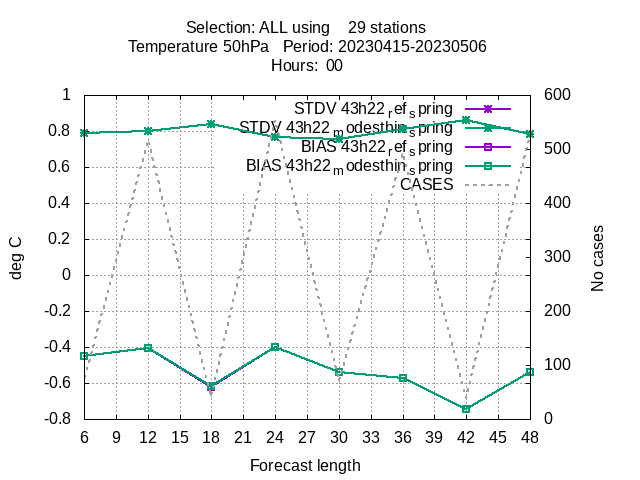 Selection: ALL using    29 stations
Temperature 50hPa   Period: 20230415-20230506
Hours:  00
1
0.8
0.6
0.4
0.2
0
-0.2
-0.4
-0.6
-0.8
deg C
600
500
400
300
200
100
0
No cases
STDV 43h22_ref_spring
STDV 43h22_modesthin_spring
BIAS 43h22_ref_spring
BIAS 43h22_modesthin_spring
CASES
6 9 12 15 18 21 24 27 30 33 36 39 42 45 48
Forecast length